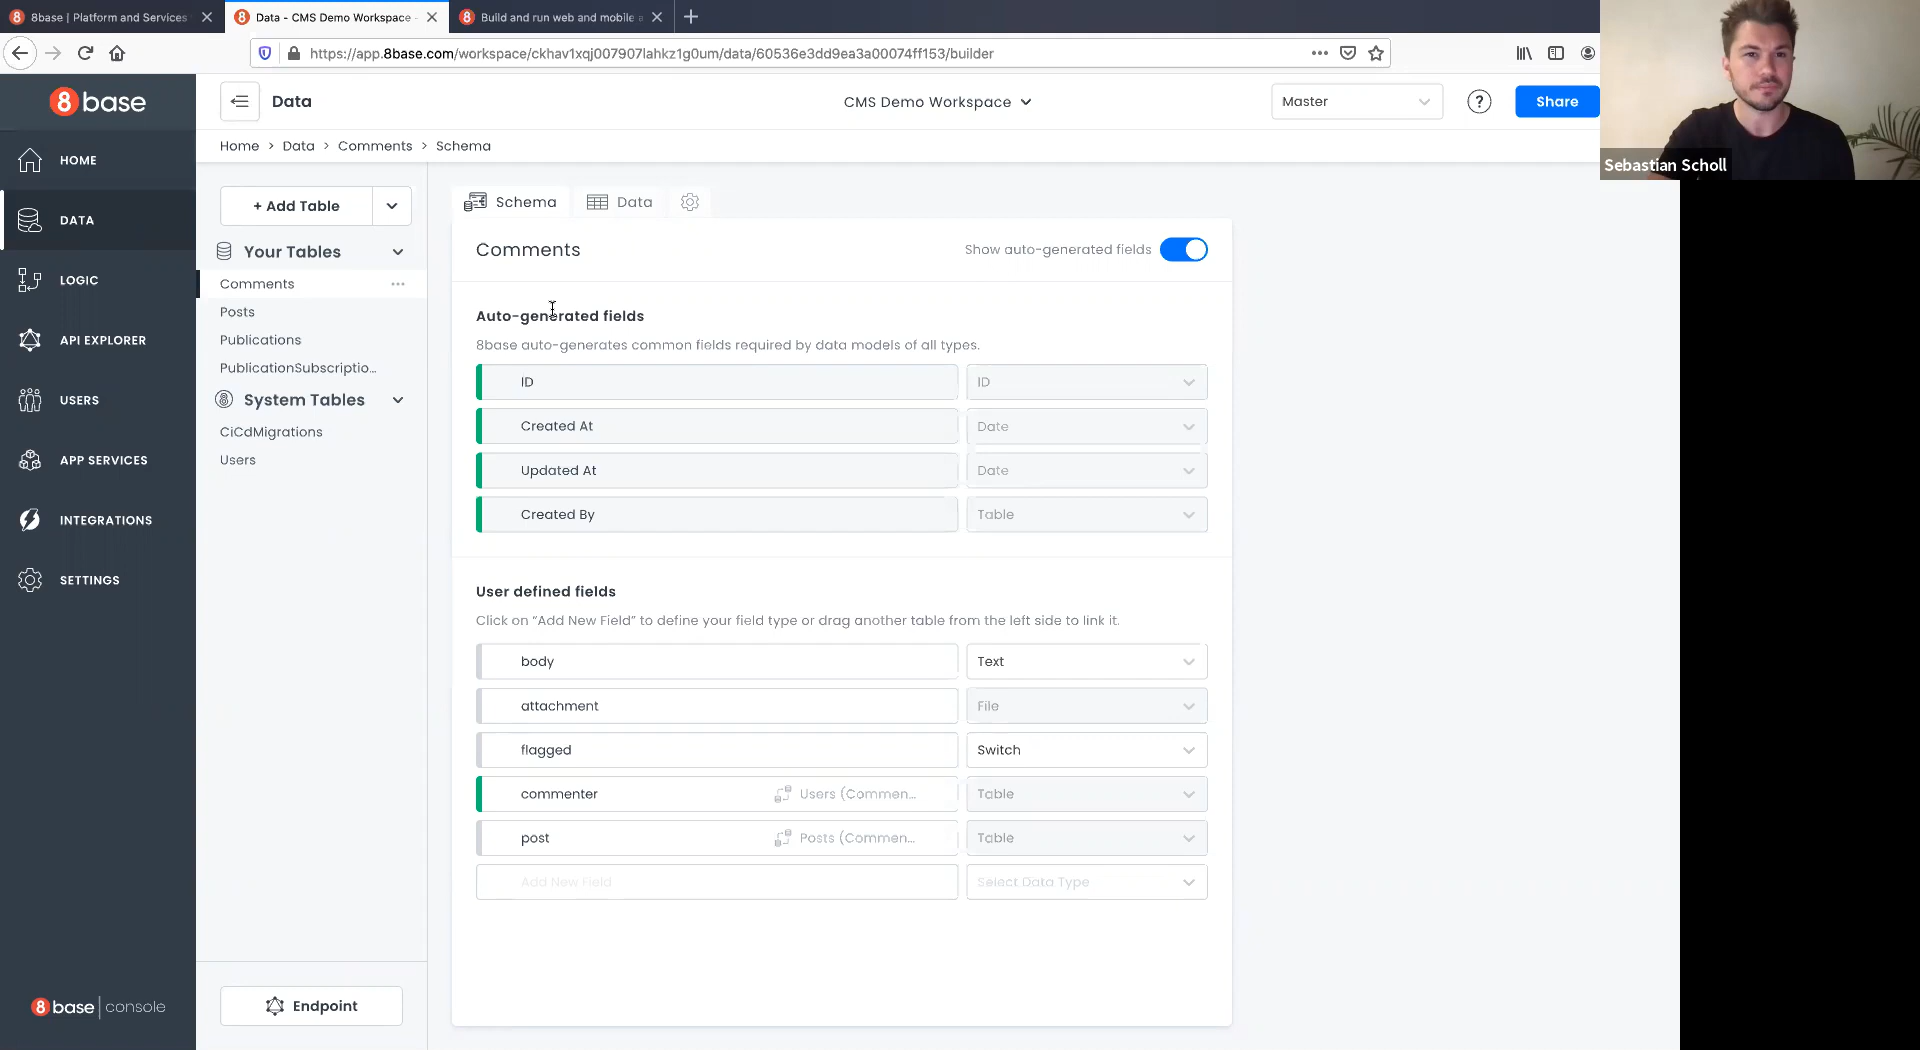 8base | Platform and Services
Data - CMS Demo Workspace -
Build and run web and mobile a
https://app.8base.com/workspace/ckhav1xqj007907lahkz1g0um/data/60536e3dd9ea3a00074ff153/builder
8base
Data
CMS Demo Workspace
Master
?
Share
Sebastian Scholl
Home > Data > Comments > Schema
HOME
DATA
LOGIC
API EXPLORER
USERS
APP SERVICES
INTEGRATIONS
SETTINGS
8base | console
+ Add Table
Your Tables
Comments
Posts
Publications
PublicationSubscriptio...
System Tables
CiCdMigrations
Users
Endpoint
Schema
Data
Comments
Show auto-generated fields
Auto-generated fields
8base auto-generates common fields required by data models of all types.
ID ID
Created At Date
Updated At Date
Created By Table
User defined fields
Click on “Add New Field” to define your field type or drag another table from the left side to link it.
body Text
attachment File
flagged Switch
commenter Users (Commen... Table
post Posts (Commen... Table
Add New Field Select Data Type